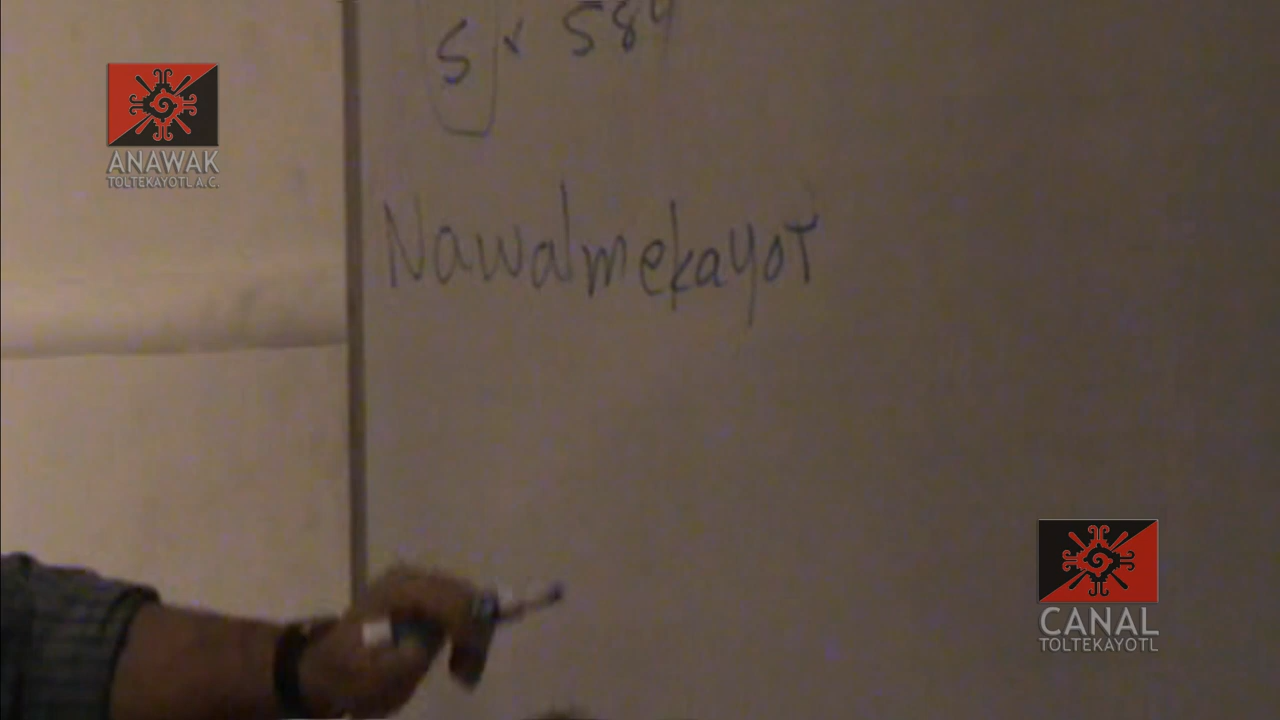 5 x 584
ANAWAK
TOLTEKAYOTL A.C.
Nawalmekayot
CANAL
TOLTEKAYOTL